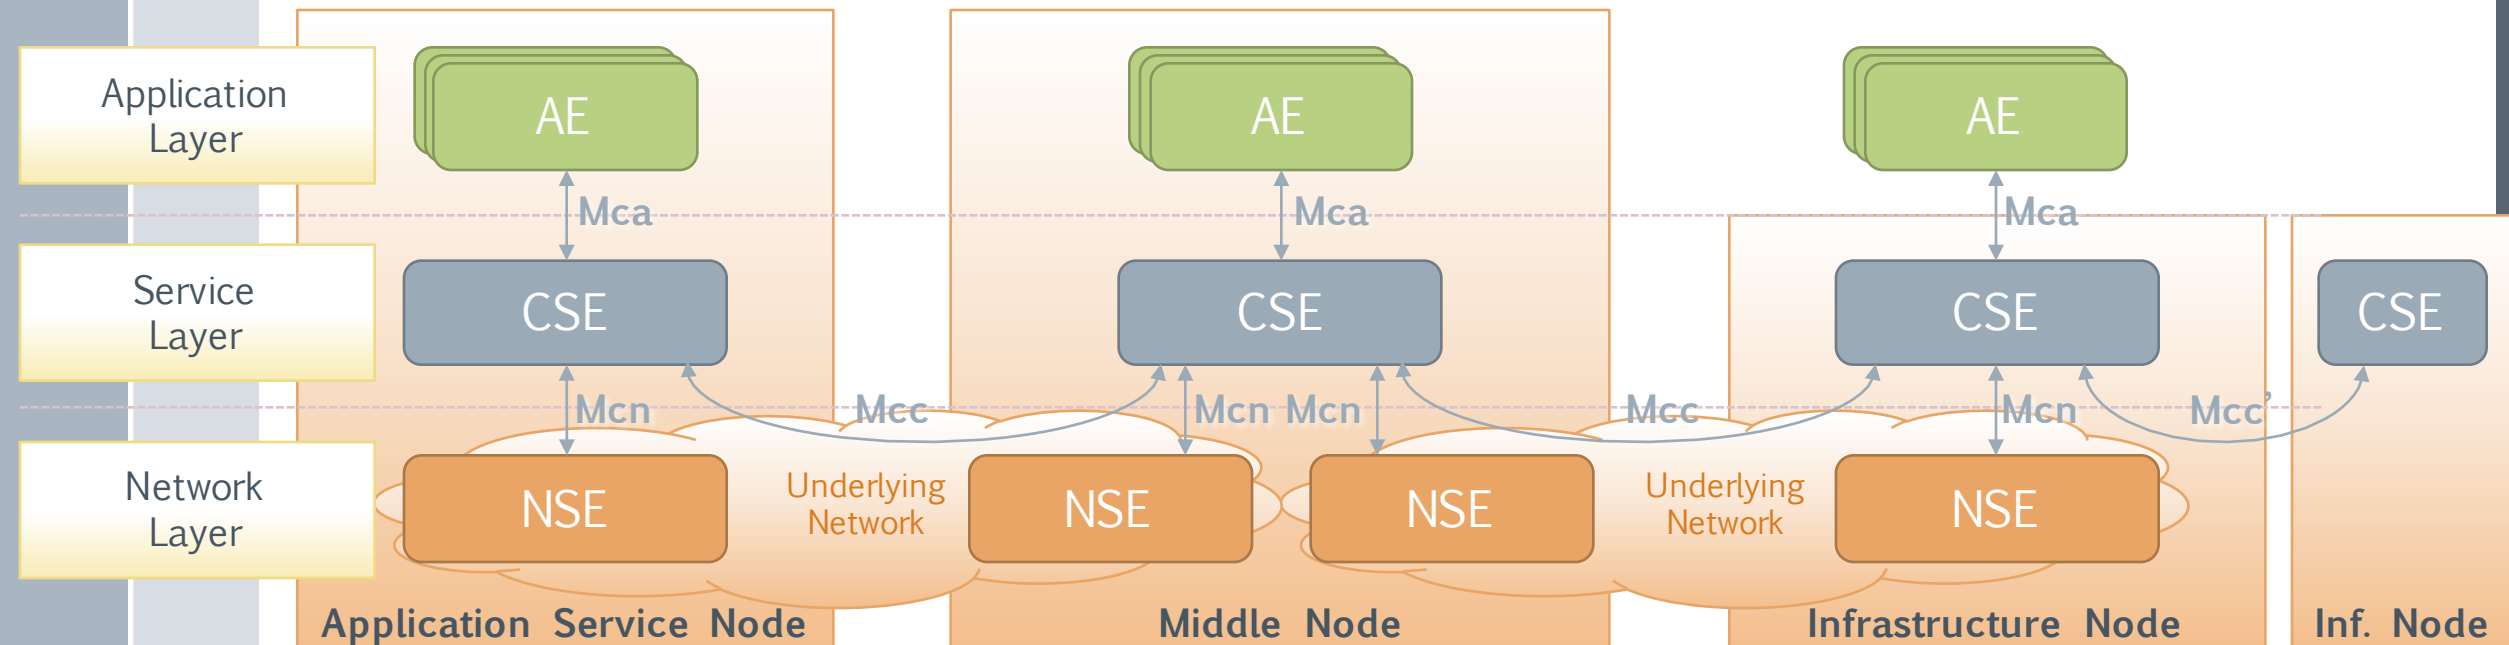 Application
Layer
AE
AE
AE
Mca
Mca
Mca
Service
Layer
CSE
CSE
CSE
CSE
Mcn
Mcc
Mcn
Mcn
Mcc
Mcn
Mcc’
Network
Layer
NSE
Underlying
Network
NSE
NSE
Underlying
Network
NSE
Application Service Node
Middle Node
Infrastructure Node
Inf. Node